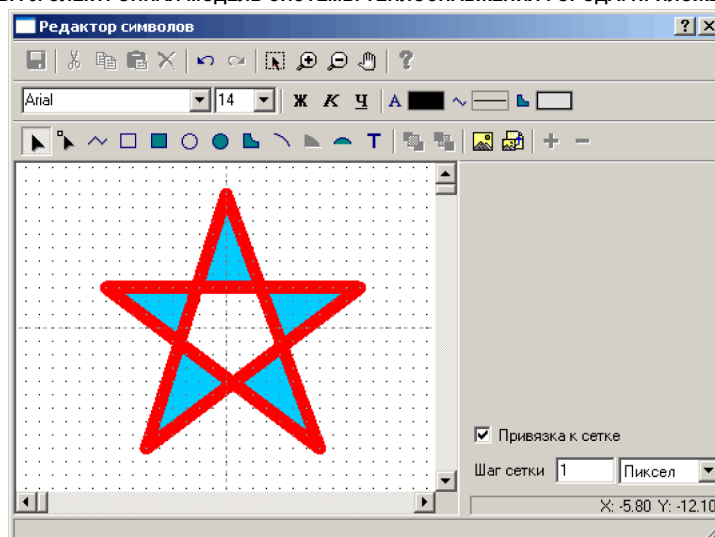 Редактор символов
Arial 14 Ж К Ч А Т
Привязка к сетке
Шаг сетки 1 Пиксел
X: -5.80 Y: -12.10